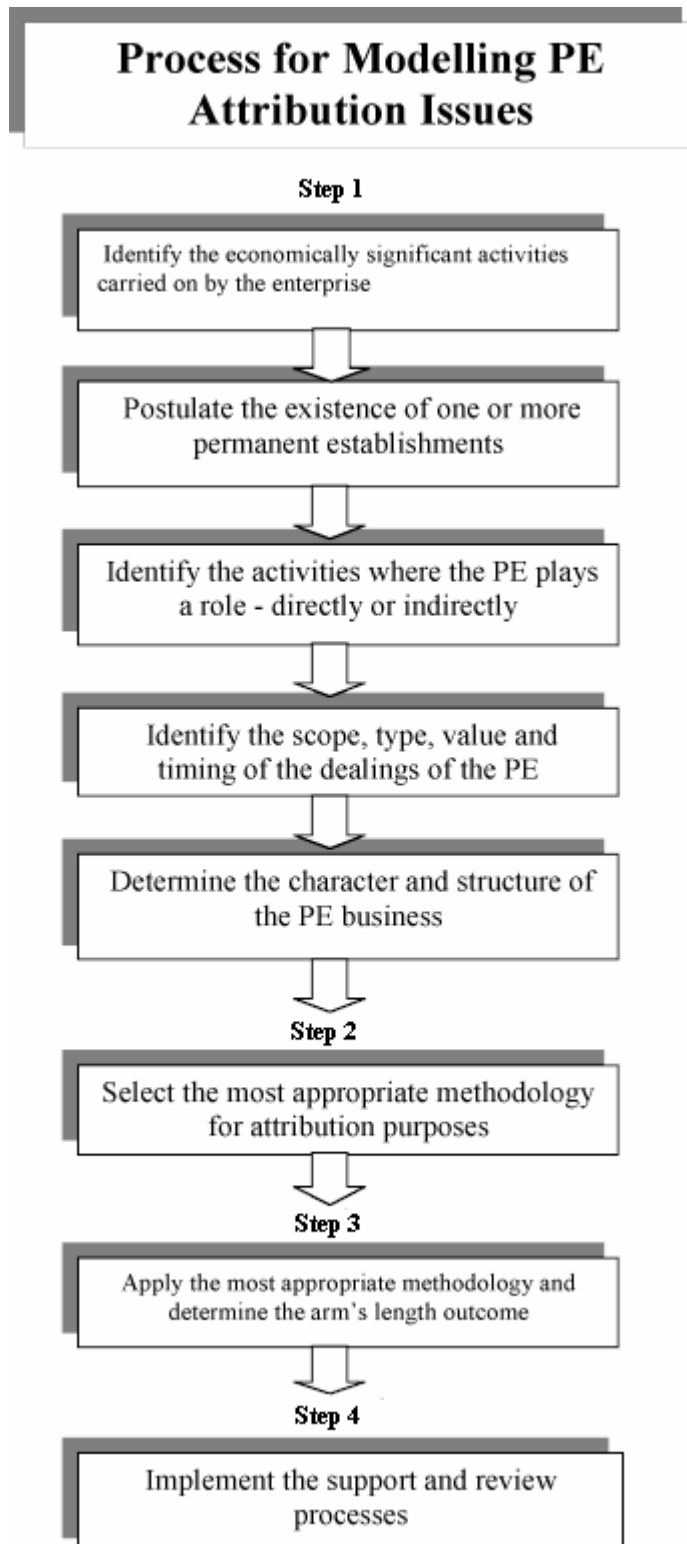 Process for Modelling PE
Attribution Issues
Step 1
Identify the economically significant activities
carried on by the enterprise
Postulate the existence of one or more
permanent establishments
Identify the activities where the PE plays
a role - directly or indirectly
Identify the scope, type, value and
timing of the dealings of the PE
Determine the character and structure of
the PE business
Step 2
Select the most appropriate methodology
for attribution purposes
Step 3
Apply the most appropriate methodology and
determine the arm's length outcome
Step 4
Implement the support and review
processes